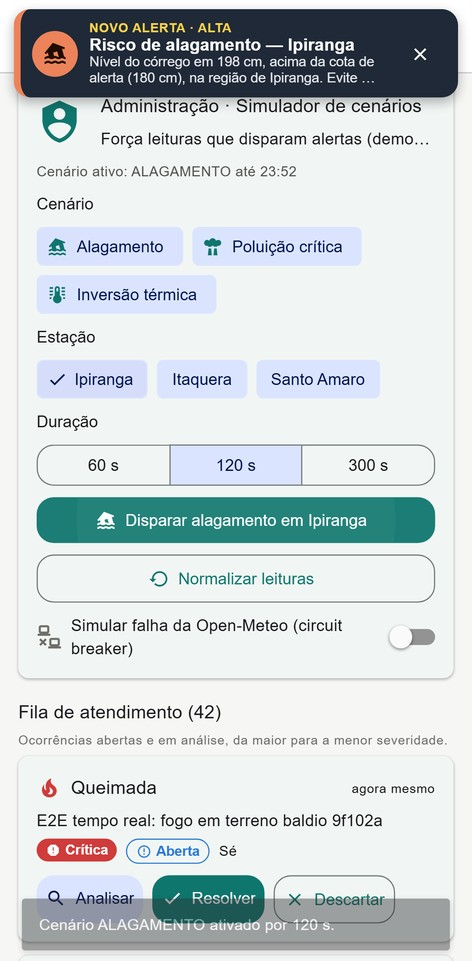 NOVO ALERTA · ALTA
Risco de alagamento — Ipiranga
Nível do córrego em 198 cm, acima da cota de
alerta (180 cm), na região de Ipiranga. Evite ...
Administração · Simulador de cenários
Força leituras que disparam alertas (demo...
Cenário ativo: ALAGAMENTO até 23:52
Cenário
Alagamento
Poluição crítica
Inversão térmica
Estação
Ipiranga
Itaquera
Santo Amaro
Duração
60 s
120 s
300 s
Disparar alagamento em Ipiranga
Normalizar leituras
Simular falha da Open-Meteo (circuit
breaker)
Fila de atendimento (42)
Ocorrências abertas e em análise, da maior para a menor severidade.
Queimada
agora mesmo
E2E tempo real: fogo em terreno baldio 9f102a
Crítica
Aberta
Sé
Analisar
Resolver
Descartar
Cenário ALAGAMENTO ativado por 120 s.